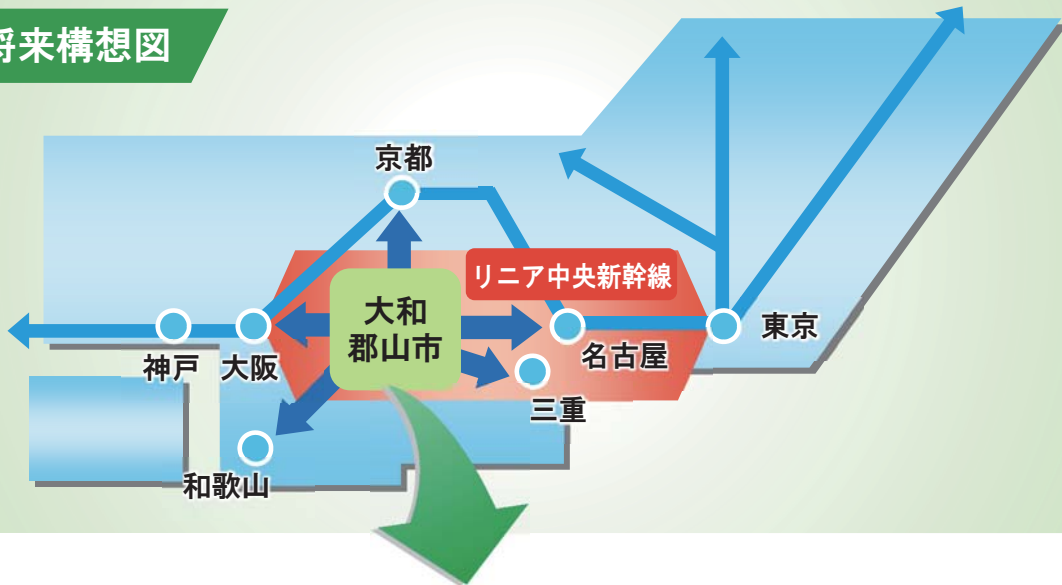 将来構想図
京都
リニア中央新幹線
大和
郡山市
神戸
大阪
名古屋
東京
三重
和歌山